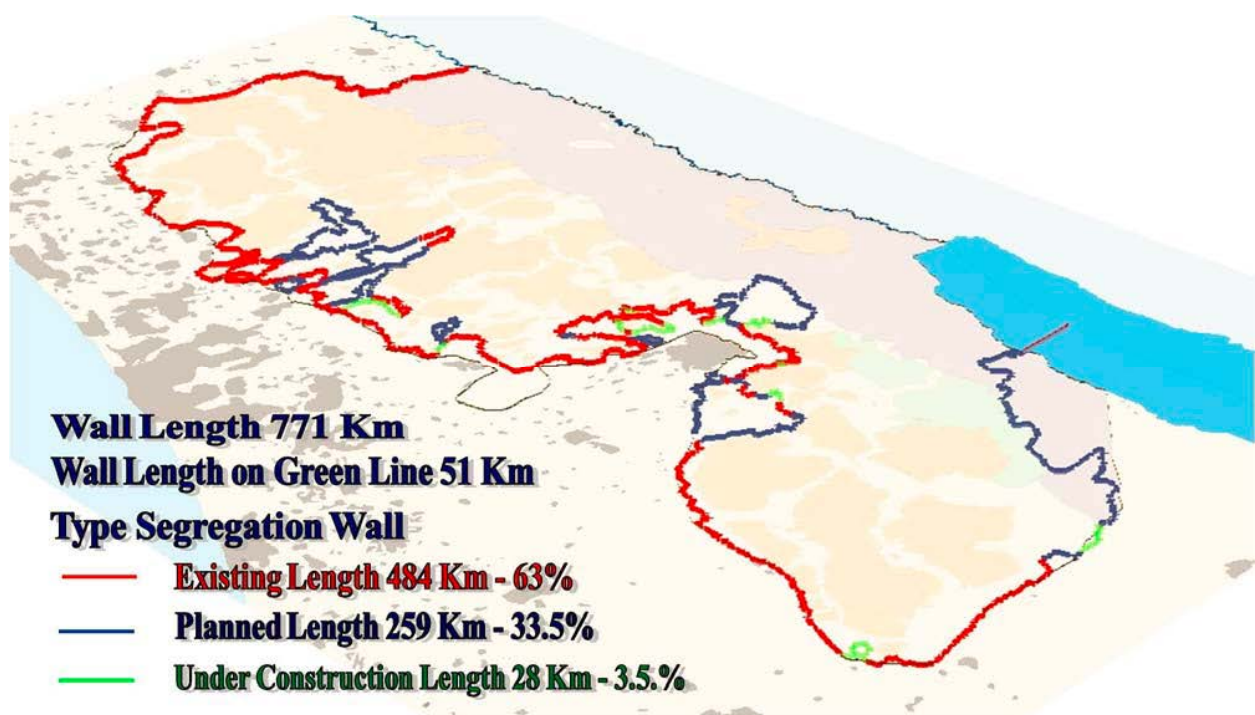 Wall Length 771 Km
Wall Length on Green Line 51 Km
Type Segregation Wall
Existing Length 484 Km - 63%
Planned Length 259 Km - 33.5%
Under Construction Length 28 Km - 3.5.%